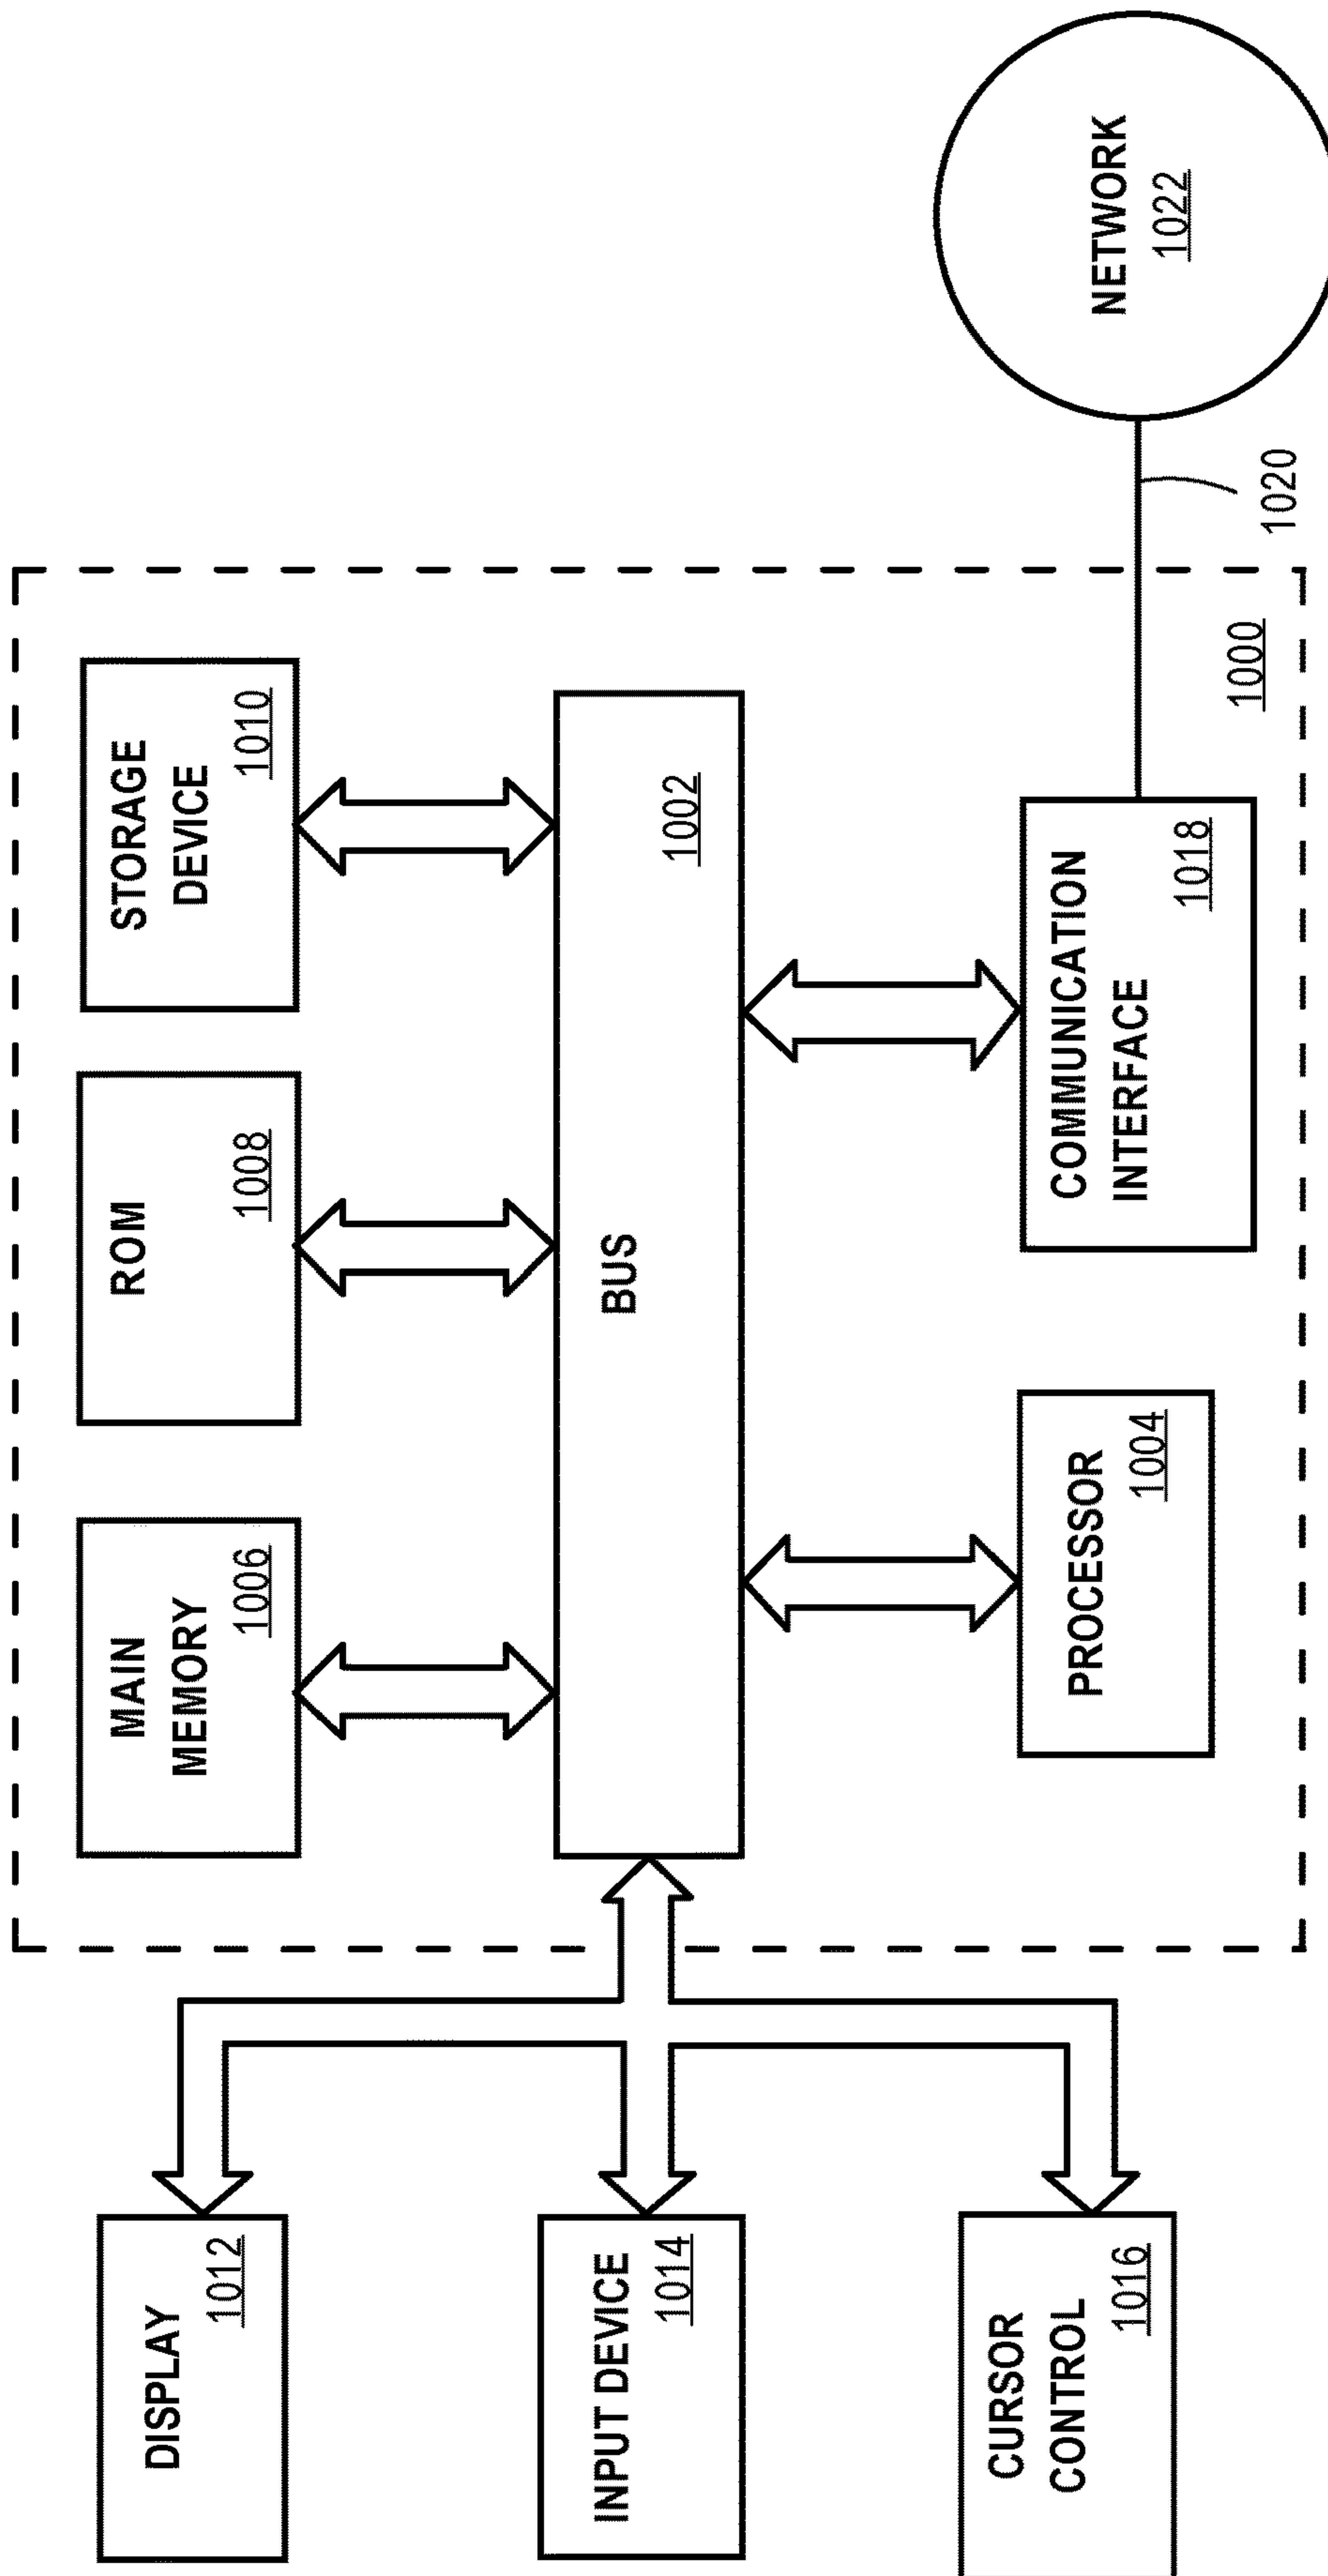 DISPLAY
1012
INPUT DEVICE
1014
CURSOR
CONTROL
1016
MAIN
MEMORY
1006
ROM
1008
STORAGE
DEVICE
1010
BUS
1002
PROCESSOR
1004
COMMUNICATION
INTERFACE
1018
1000
1020
NETWORK
1022